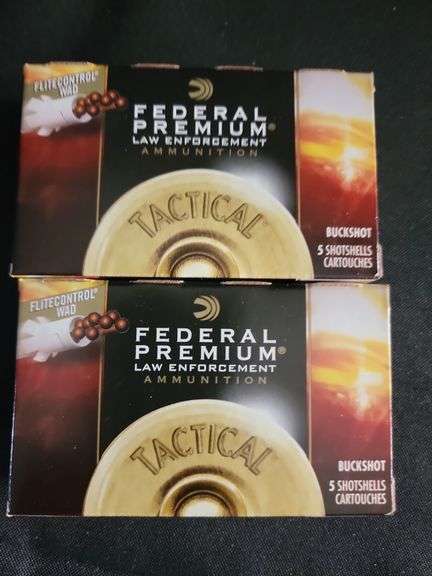 FLITECONTROL®
WAD
FEDERAL
PREMIUM®
LAW ENFORCEMENT
AMMUNITION
TACTICAL
BUCKSHOT
5 SHOTSHELLS
CARTOUCHES
FLITECONTROL®
WAD
FEDERAL
PREMIUM®
LAW ENFORCEMENT
AMMUNITION
TACTICAL
BUCKSHOT
5 SHOTSHELLS
CARTOUCHES